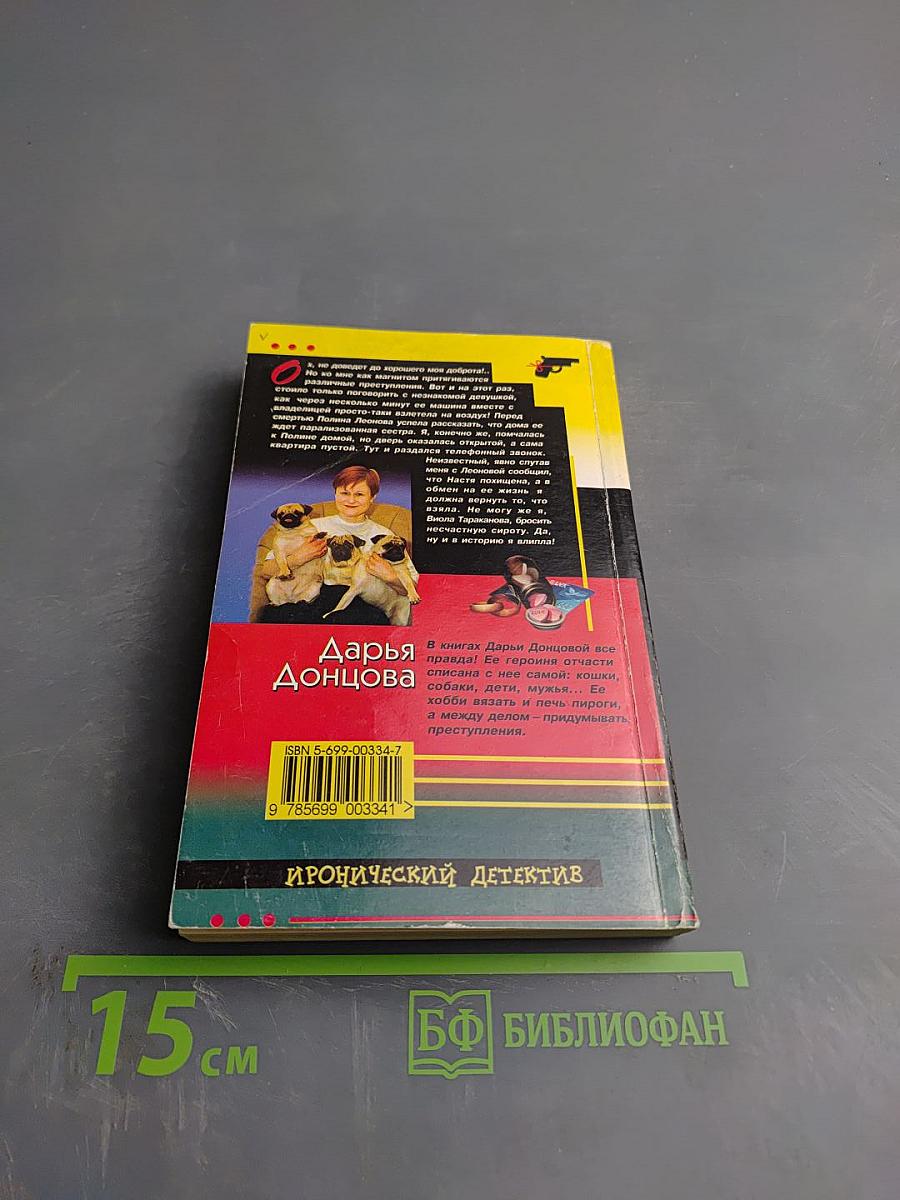 Ох, не доведет до хорошего моя доброта!..
Но ко мне как магнитом притягиваются
различные преступления. Вот и на этот раз,
стоило только поговорить с незнакомой девушкой,
как через несколько минут ее машина вместе с
владелицей просто-таки взлетела на воздух! Перед
смертью Полина Леонова успела рассказать, что дома ее
ждет парализованная сестра. Я, конечно же, помчалась
к Полине домой, но дверь оказалась открытой, а сама
квартира пустой. Тут и раздался телефонный звонок.
Неизвестный, явно спутав
меня с Леоновой сообщил,
что Настя похищена, а в
обмен на ее жизнь я
должна вернуть то, что
взяла. Не могу же я,
Виола Тараканова, бросить
несчастную сироту. Да,
ну и в историю я влипла!
Дарья
Донцова
В книгах Дарьи Донцовой все
правда! Ее героиня отчасти
списана с нее самой: кошки,
собаки, дети, мужья... Ее
хобби вязать и печь пироги,
а между делом – придумывать
преступления.
ISBN 5-699-00334-7
9 785699 003341 >
ИРОНИЧЕСКИЙ ДЕТЕКТИВ
15 см
БФ БИБЛИОФАН